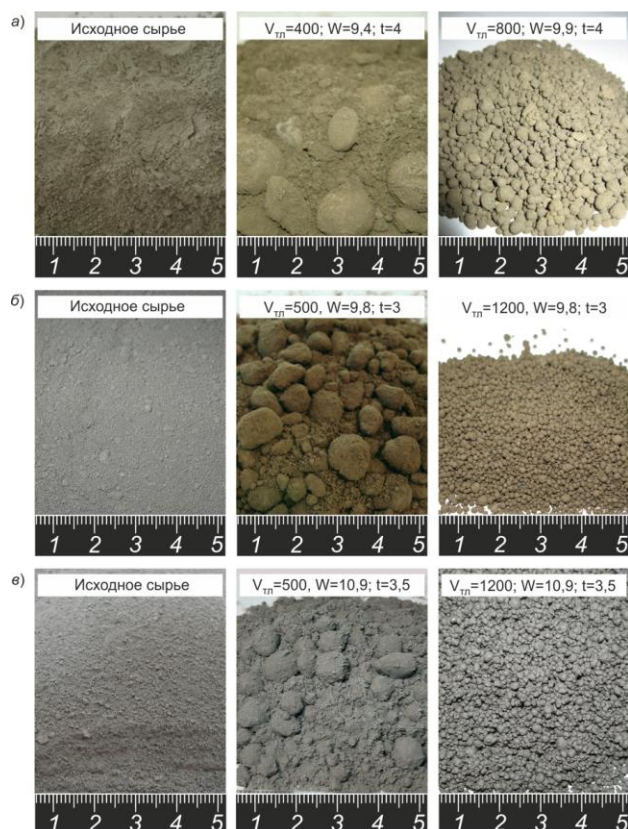 а)
Исходное сырье
Vтл=400; W=9,4; t=4
Vтл=800; W=9,9; t=4
1 2 3 4 5
1 2 3 4 5
1 2 3 4 5
б)
Исходное сырье
Vтл=500, W=9,8; t=3
Vтл=1200, W=9,8; t=3
1 2 3 4 5
1 2 3 4 5
1 2 3 4 5
в)
Исходное сырье
Vтл=500, W=10,9; t=3,5
Vтл=1200; W=10,9; t=3,5
1 2 3 4 5
1 2 3 4 5
1 2 3 4 5